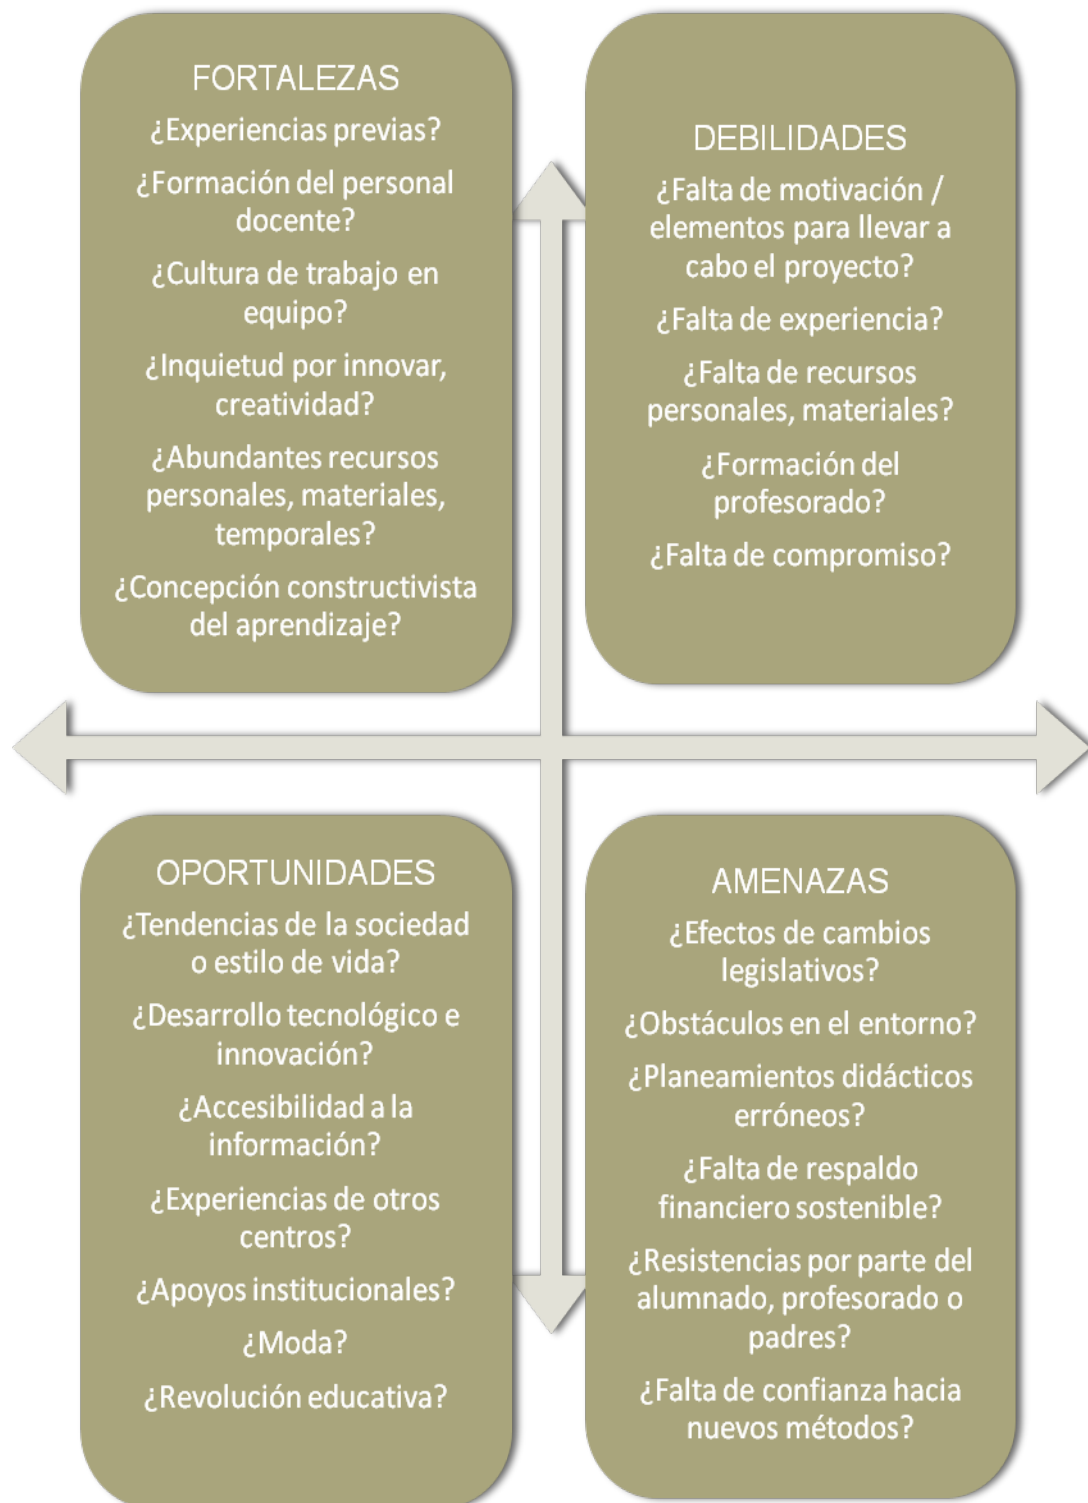 FORTALEZAS
¿Experiencias previas?
¿Formación del personal
docente?
¿Cultura de trabajo en
equipo?
¿Inquietud por innovar,
creatividad?
¿Abundantes recursos
personales, materiales,
temporales?
¿Concepción constructivista
del aprendizaje?
DEBILIDADES
¿Falta de motivación /
elementos para llevar a
cabo el proyecto?
¿Falta de experiencia?
¿Falta de recursos
personales, materiales?
¿Formación del
profesorado?
¿Falta de compromiso?
OPORTUNIDADES
¿Tendencias de la sociedad
o estilo de vida?
¿Desarrollo tecnológico e
innovación?
¿Accesibilidad a la
información?
¿Experiencias de otros
centros?
¿Apoyos institucionales?
¿Moda?
¿Revolución educativa?
AMENAZAS
¿Efectos de cambios
legislativos?
¿Obstáculos en el entorno?
¿Planeamientos didácticos
erróneos?
¿Falta de respaldo
financiero sostenible?
¿Resistencias por parte del
alumnado, profesorado o
padres?
¿Falta de confianza hacia
nuevos métodos?